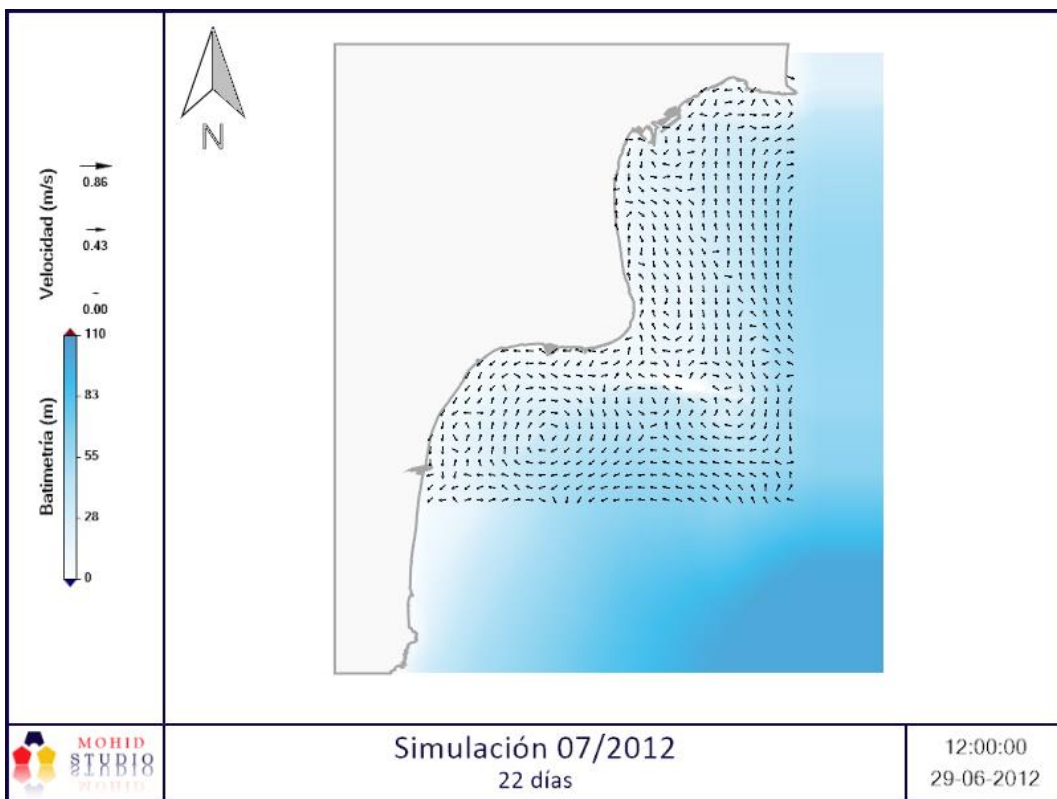 N
Velocidad (m/s)
0.86
0.43
0.00
Batimetría (m)
110
83
55
28
0
MOHID
STUDIO
Simulación 07/2012
22 días
12:00:00
29-06-2012